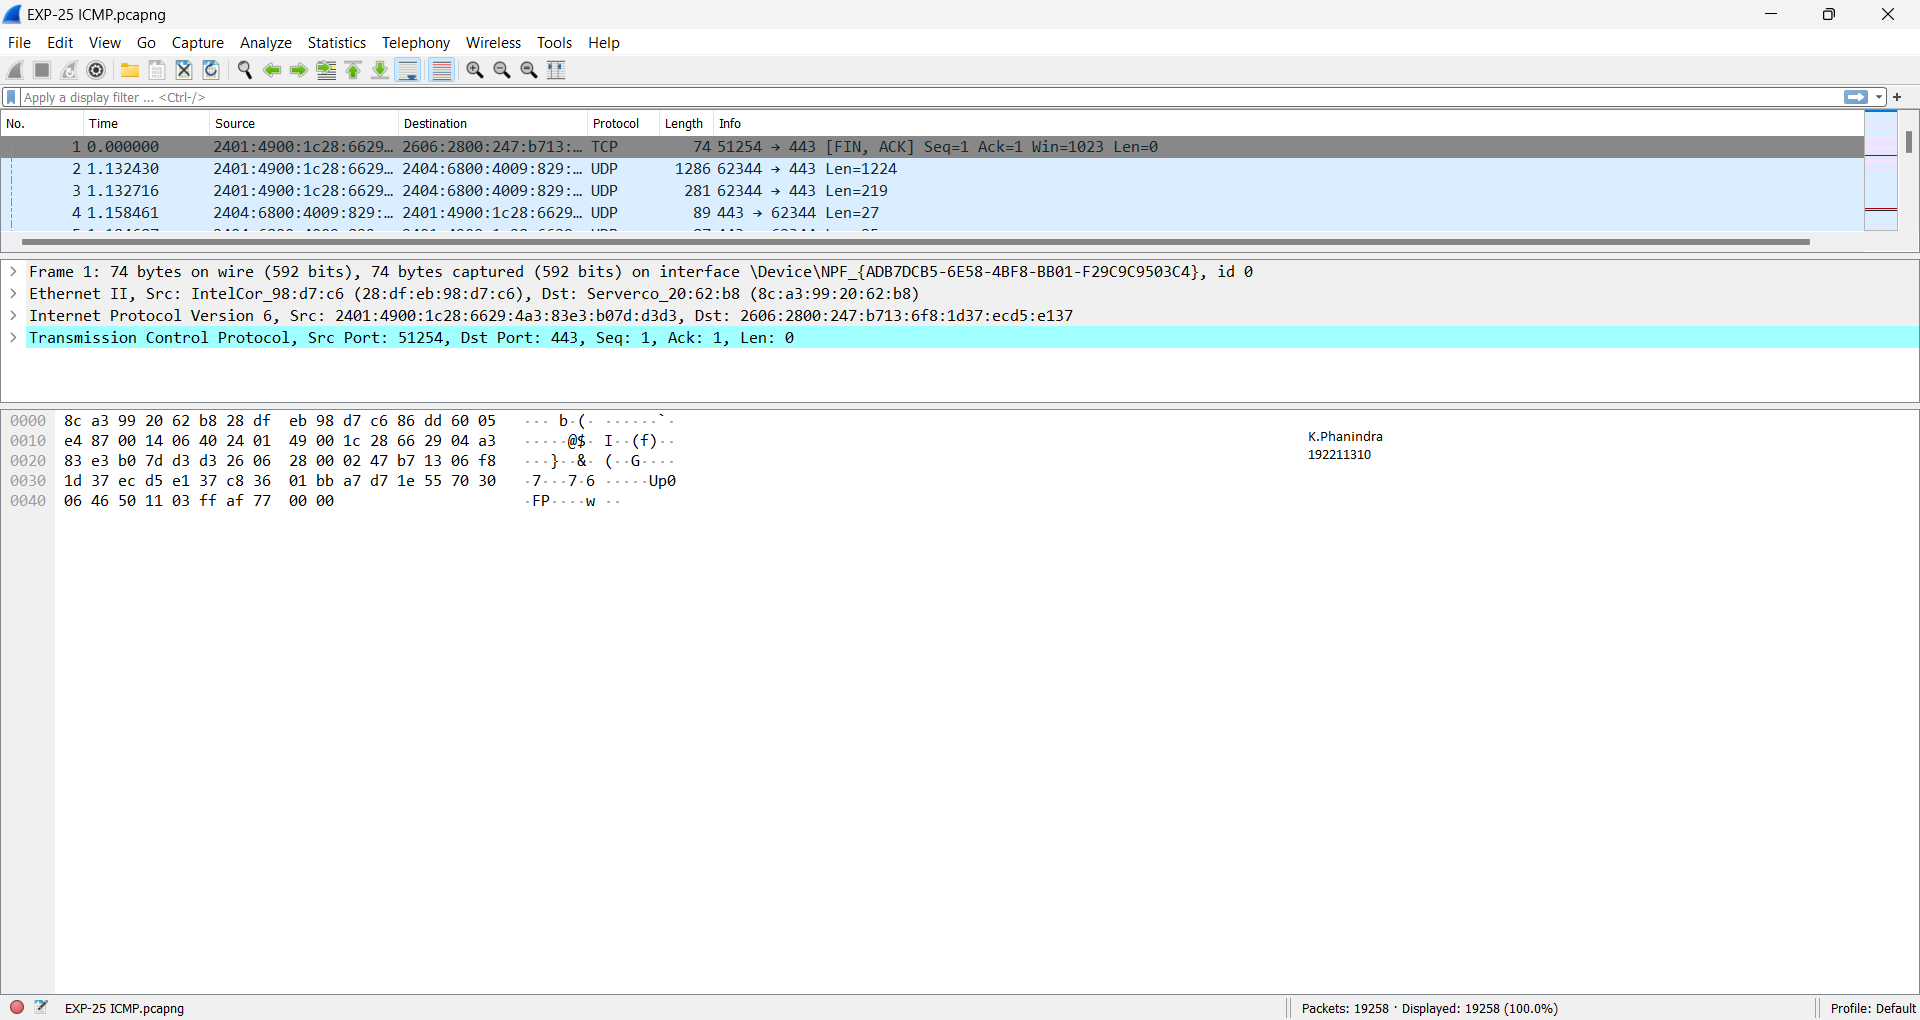 EXP-25 ICMP.pcapng
File Edit View Go Capture Analyze Statistics Telephony Wireless Tools Help
Apply a display filter ... <Ctrl-/>
No. Time Source Destination Protocol Length Info
1 0.000000 2401:4900:1c28:6629… 2606:2800:247:b713:… TCP 74 51254 → 443 [FIN, ACK] Seq=1 Ack=1 Win=1023 Len=0
2 1.132430 2401:4900:1c28:6629… 2404:6800:4009:829:… UDP 1286 62344 → 443 Len=1224
3 1.132716 2401:4900:1c28:6629… 2404:6800:4009:829:… UDP 281 62344 → 443 Len=219
4 1.158461 2404:6800:4009:829:… 2401:4900:1c28:6629… UDP 89 443 → 62344 Len=27
Frame 1: 74 bytes on wire (592 bits), 74 bytes captured (592 bits) on interface \Device\NPF_{ADB7DCB5-6E58-4BF8-BB01-F29C9C9503C4}, id 0
Ethernet II, Src: IntelCor_98:d7:c6 (28:df:eb:98:d7:c6), Dst: Serverco_20:62:b8 (8c:a3:99:20:62:b8)
Internet Protocol Version 6, Src: 2401:4900:1c28:6629:4a3:83e3:b07d:d3d3, Dst: 2606:2800:247:b713:6f8:1d37:ecd5:e137
Transmission Control Protocol, Src Port: 51254, Dst Port: 443, Seq: 1, Ack: 1, Len: 0
0000 8c a3 99 20 62 b8 28 df eb 98 d7 c6 86 dd 60 05 ··· b·(· ······`·
0010 e4 87 00 14 06 40 24 01 49 00 1c 28 66 29 04 a3 ·····@$· I··(f)··
0020 83 e3 b0 7d d3 d3 26 06 28 00 02 47 b7 13 06 f8 ···}··&· (··G····
0030 1d 37 ec d5 e1 37 c8 36 01 bb a7 d7 1e 55 70 30 ·7···7·6 ·····Up0
0040 06 46 50 11 03 ff af 77 00 00 ·FP····w ··
K.Phanindra
192211310
EXP-25 ICMP.pcapng
Packets: 19258 · Displayed: 19258 (100.0%)
Profile: Default